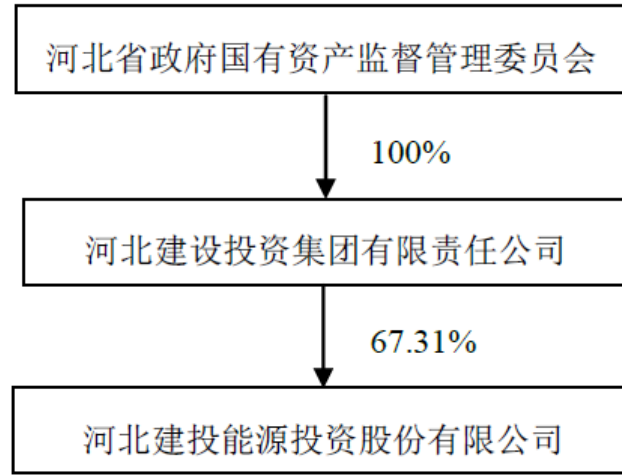 河北省政府国有资产监督管理委员会
100%
河北建设投资集团有限责任公司
67.31%
河北建投能源投资股份有限公司